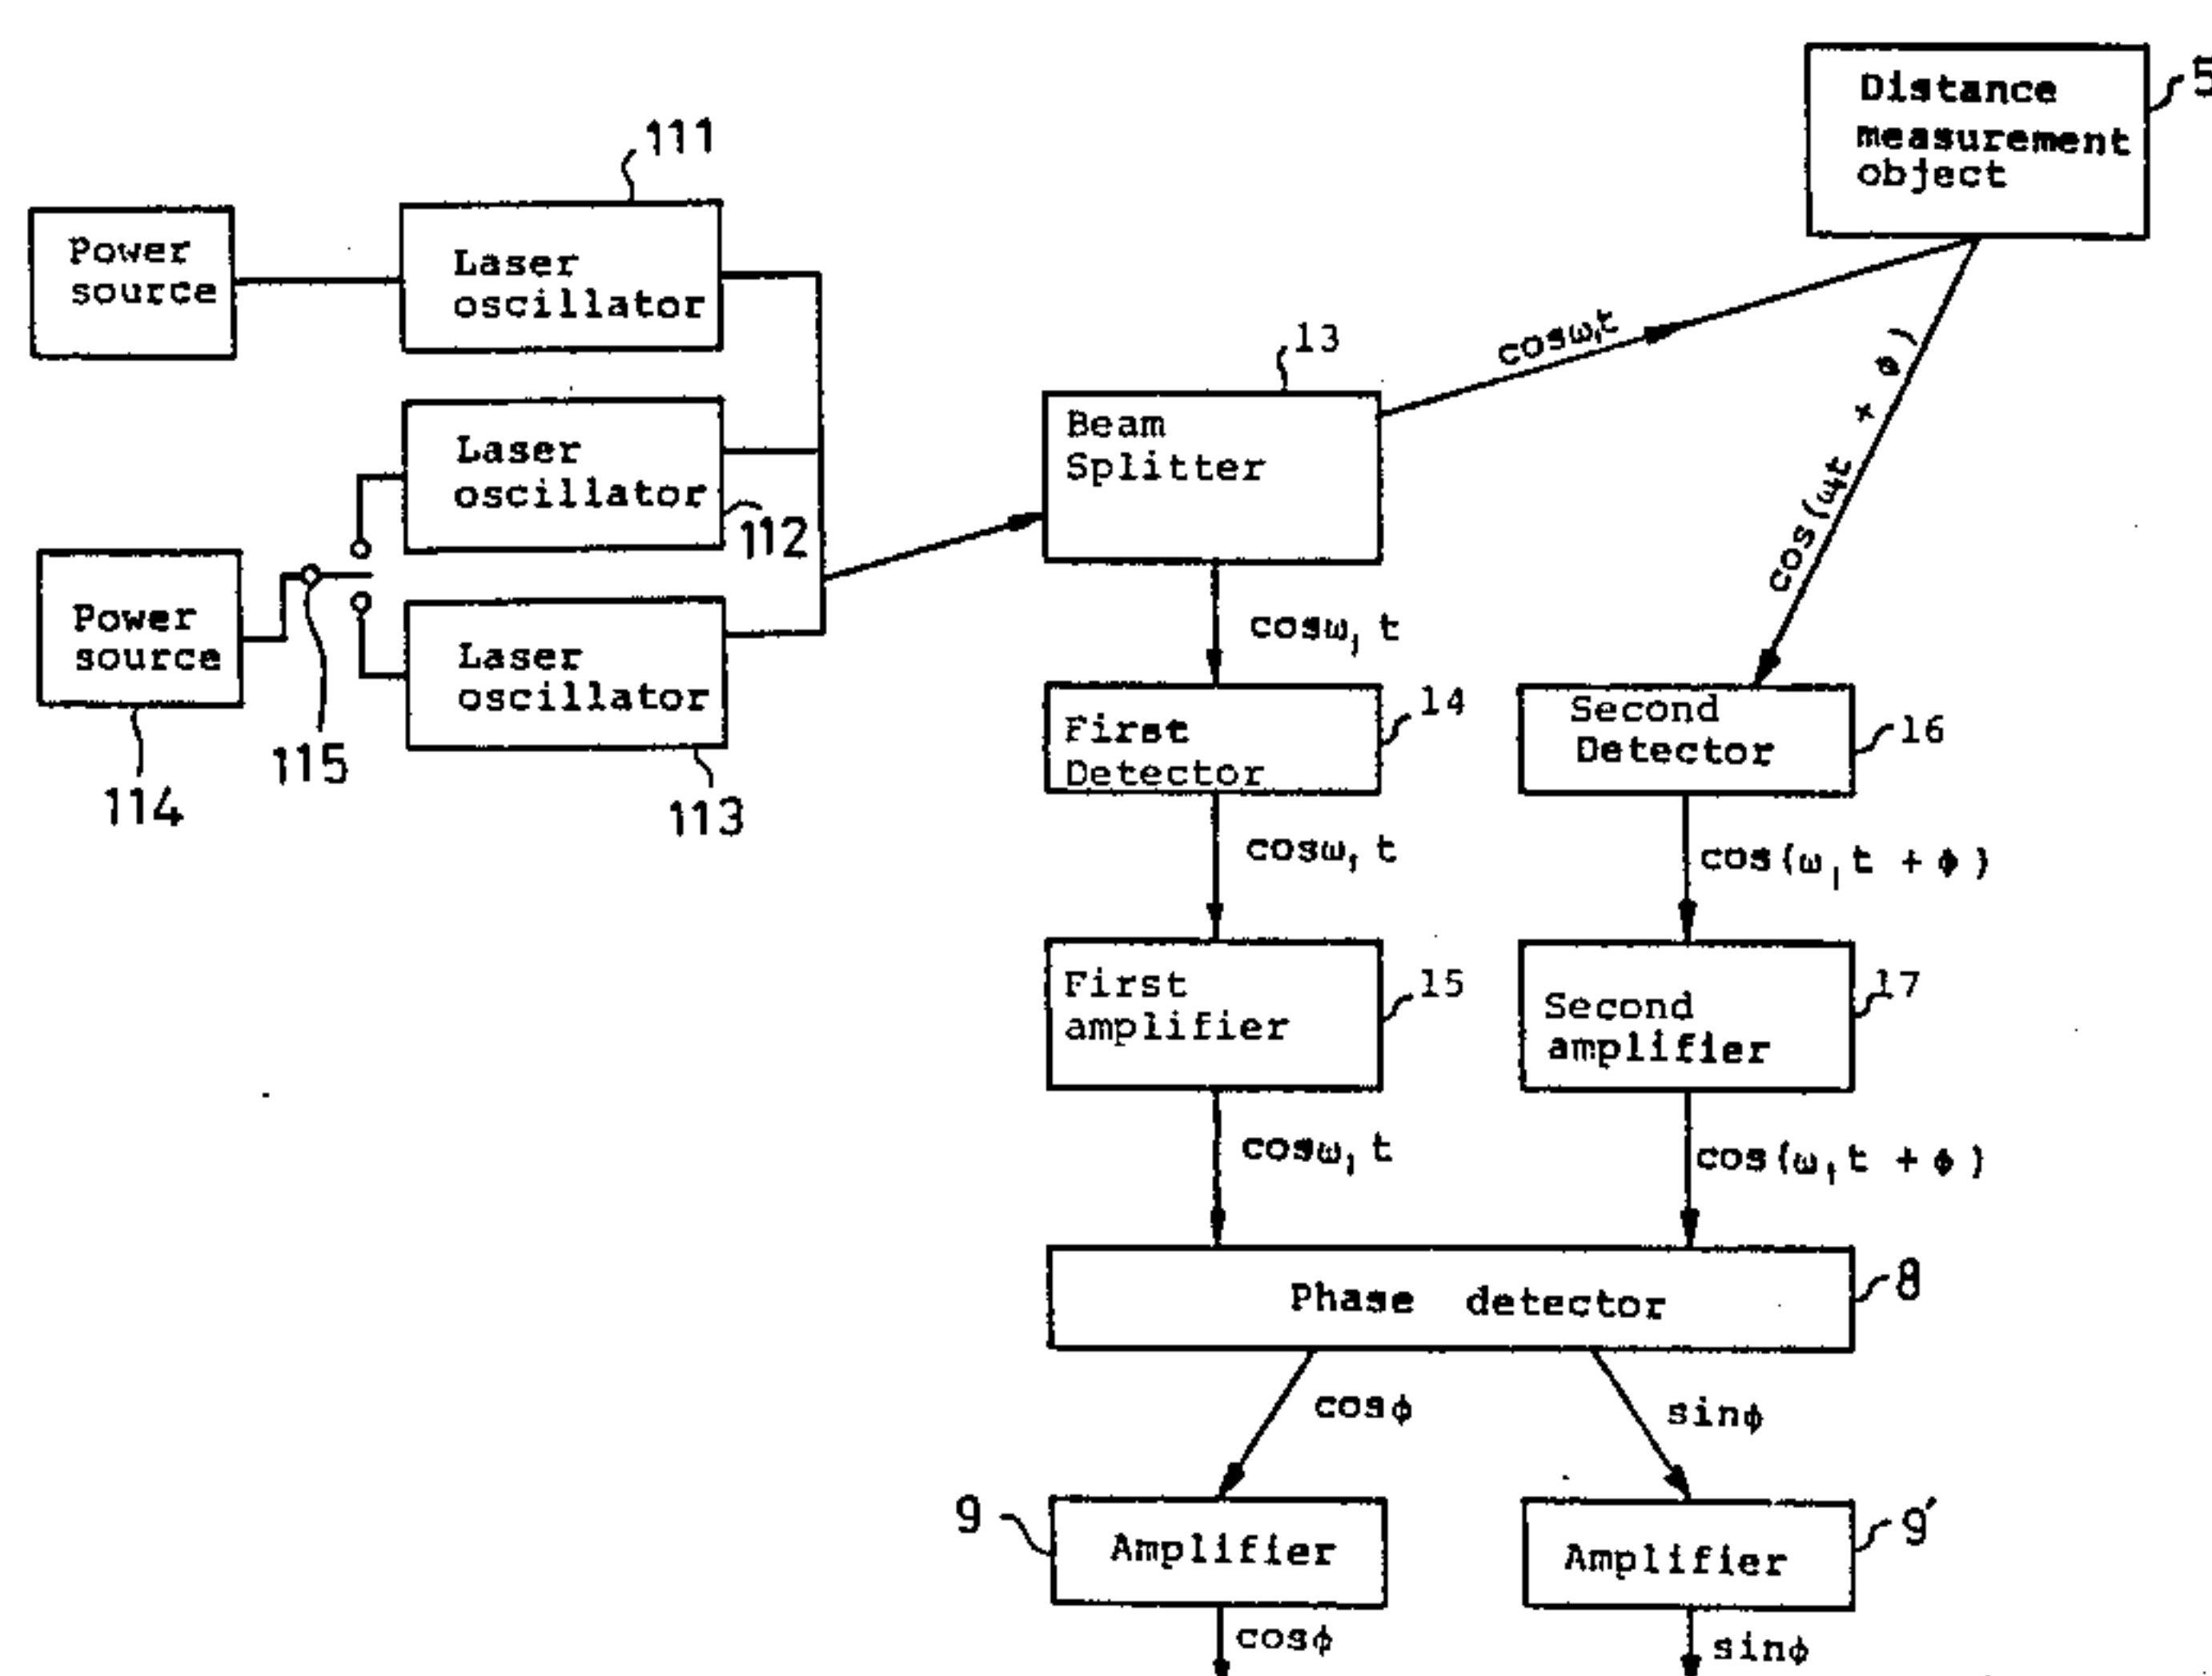 111
Power
source
Laser
oscillator
Laser
oscillator
112
Power
source
114
115
Laser
oscillator
113
Distance
measurement
object
5
13
Beam
Splitter
cosω₁t
cos(ω₁t + φ)
cosω₁t
First
Detector
14
Second
Detector
16
cosω₁t
cos(ω₁t + φ)
First
amplifier
15
Second
amplifier
17
cosω₁t
cos(ω₁t + φ)
Phase detector
8
cosφ
sinφ
9
Amplifier
Amplifier
9′
cosφ
sinφ